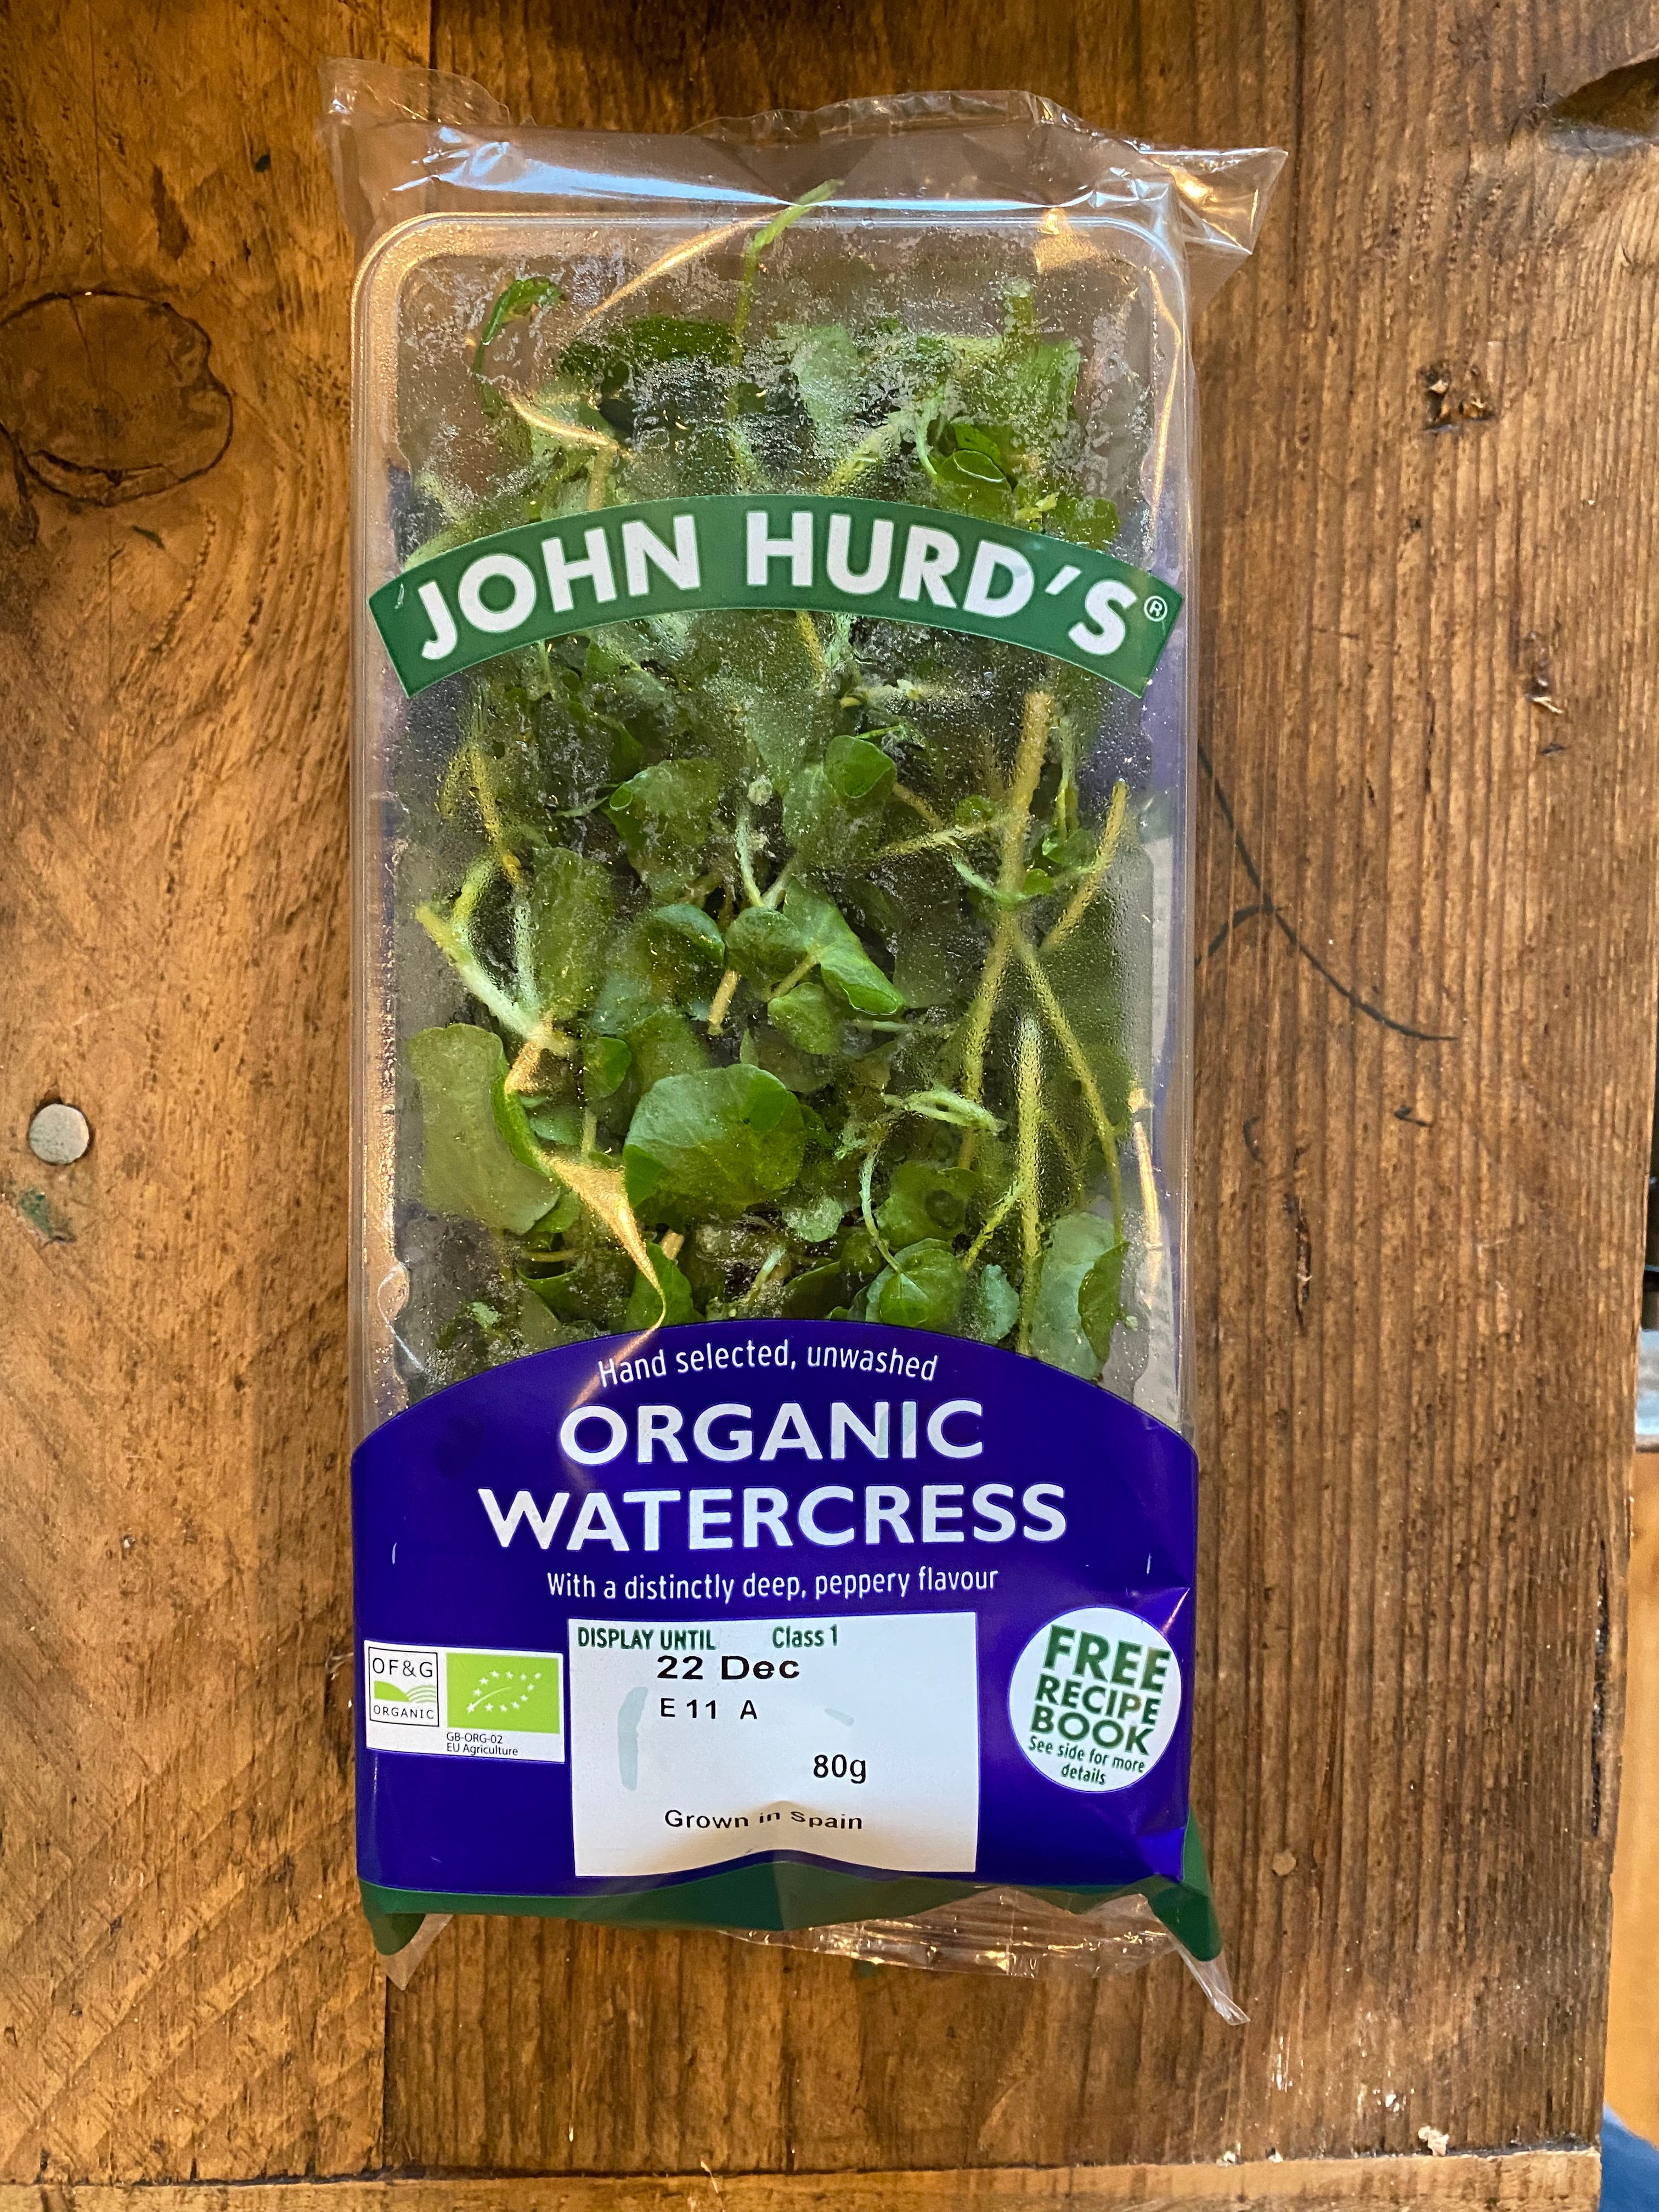 JOHN HURD'S®
Hand selected, unwashed
ORGANIC
WATERCRESS
With a distinctly deep, peppery flavour
DISPLAY UNTIL Class 1
22 Dec
E 11 A
80g
Grown in Spain
OF&G
ORGANIC
GB-ORG-02
EU Agriculture
FREE
RECIPE
BOOK
See side for more
details